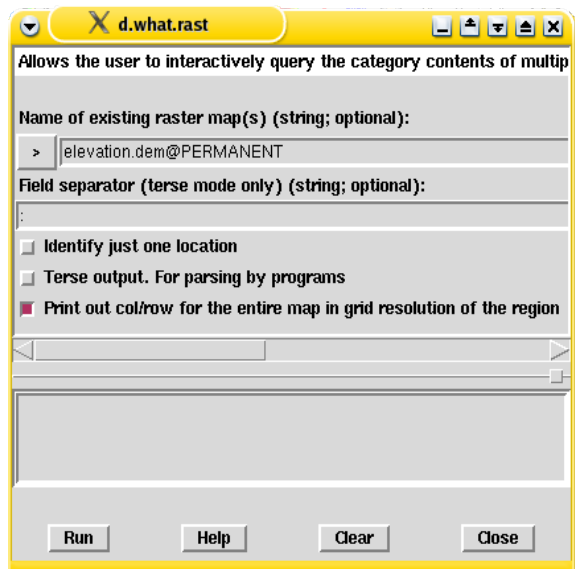 d.what.rast
Allows the user to interactively query the category contents of multip
Name of existing raster map(s) (string; optional):
> elevation.dem@PERMANENT
Field separator (terse mode only) (string; optional):
:
Identify just one location
Terse output. For parsing by programs
Print out col/row for the entire map in grid resolution of the region
Run Help Clear Close